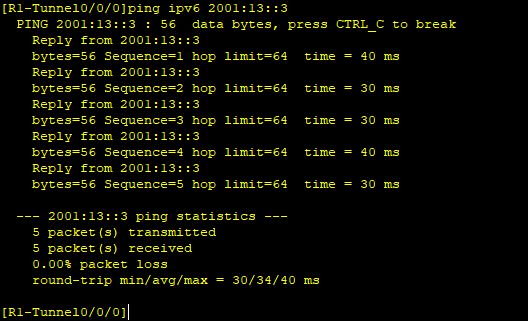 [R1-Tunnel0/0/0]ping ipv6 2001:13::3
PING 2001:13::3 : 56  data bytes, press CTRL_C to break
Reply from 2001:13::3
bytes=56 Sequence=1 hop limit=64  time = 40 ms
Reply from 2001:13::3
bytes=56 Sequence=2 hop limit=64  time = 30 ms
Reply from 2001:13::3
bytes=56 Sequence=3 hop limit=64  time = 30 ms
Reply from 2001:13::3
bytes=56 Sequence=4 hop limit=64  time = 40 ms
Reply from 2001:13::3
bytes=56 Sequence=5 hop limit=64  time = 30 ms
--- 2001:13::3 ping statistics ---
5 packet(s) transmitted
5 packet(s) received
0.00% packet loss
round-trip min/avg/max = 30/34/40 ms
[R1-Tunnel0/0/0]